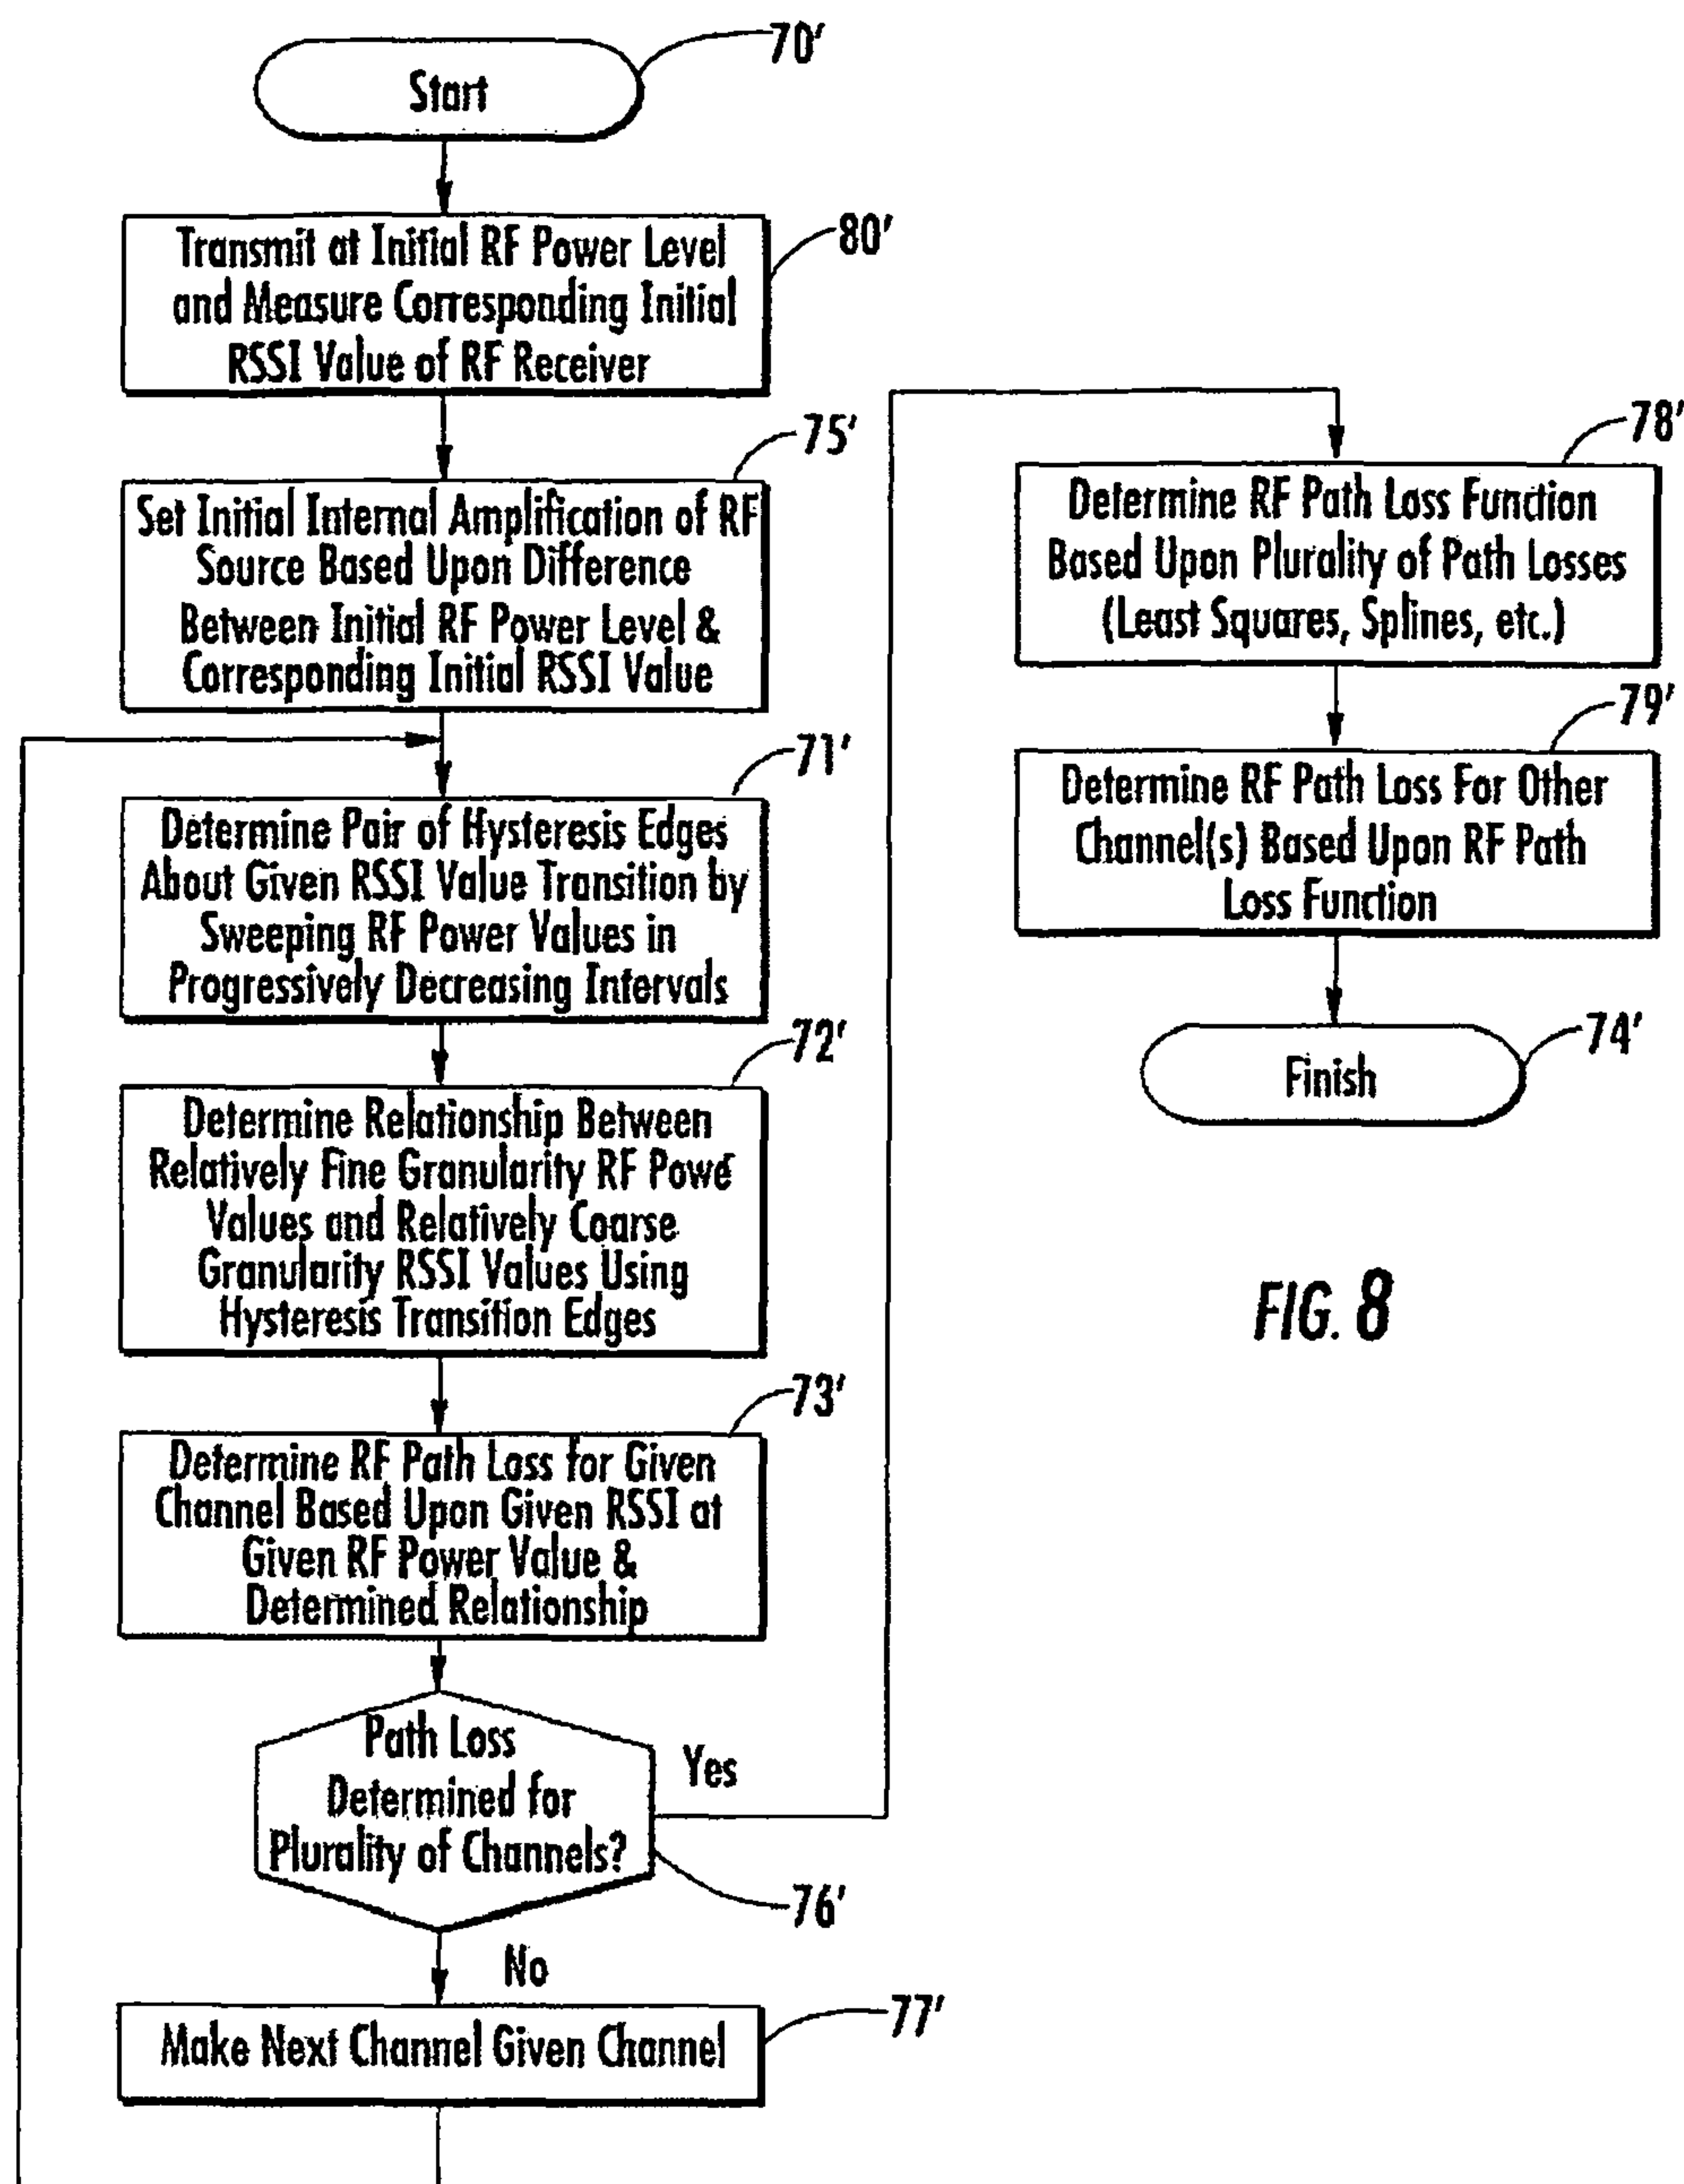 Start
70'
Transmit at Initial RF Power Level
and Measure Corresponding Initial
RSSI Value of RF Receiver
80'
Set Initial Internal Amplification of RF
Source Based Upon Difference
Between Initial RF Power Level &
Corresponding Initial RSSI Value
75'
Determine Pair of Hysteresis Edges
About Given RSSI Value Transition by
Sweeping RF Power Values in
Progressively Decreasing Intervals
71'
Determine Relationship Between
Relatively Fine Granularity RF Power
Values and Relatively Coarse
Granularity RSSI Values Using
Hysteresis Transition Edges
72'
Determine RF Path Loss for Given
Channel Based Upon Given RSSI at
Given RF Power Value &
Determined Relationship
73'
Path Loss
Determined for
Plurality of Channels?
76'
Yes
No
Make Next Channel Given Channel
77'
Determine RF Path Loss Function
Based Upon Plurality of Path Losses
(Least Squares, Splines, etc.)
78'
Determine RF Path Loss For Other
Channel(s) Based Upon RF Path
Loss Function
79'
Finish
74'
FIG. 8